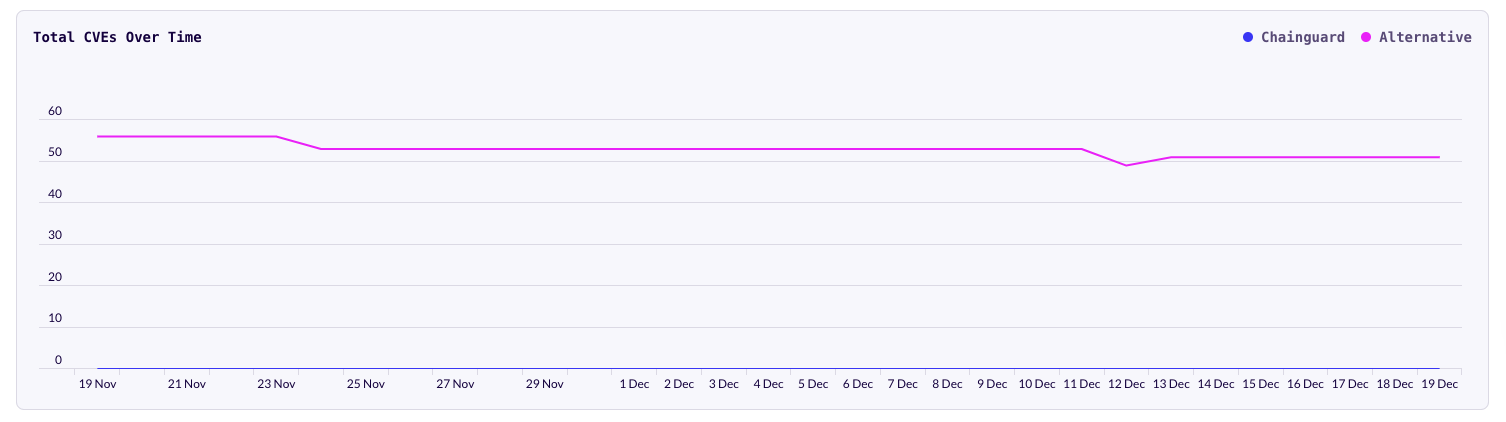 Total CVEs Over Time
Chainguard Alternative
60
50
40
30
20
10
0
19 Nov 21 Nov 23 Nov 25 Nov 27 Nov 29 Nov 1 Dec 2 Dec 3 Dec 4 Dec 5 Dec 6 Dec 7 Dec 8 Dec 9 Dec 10 Dec 11 Dec 12 Dec 13 Dec 14 Dec 15 Dec 16 Dec 17 Dec 18 Dec 19 Dec